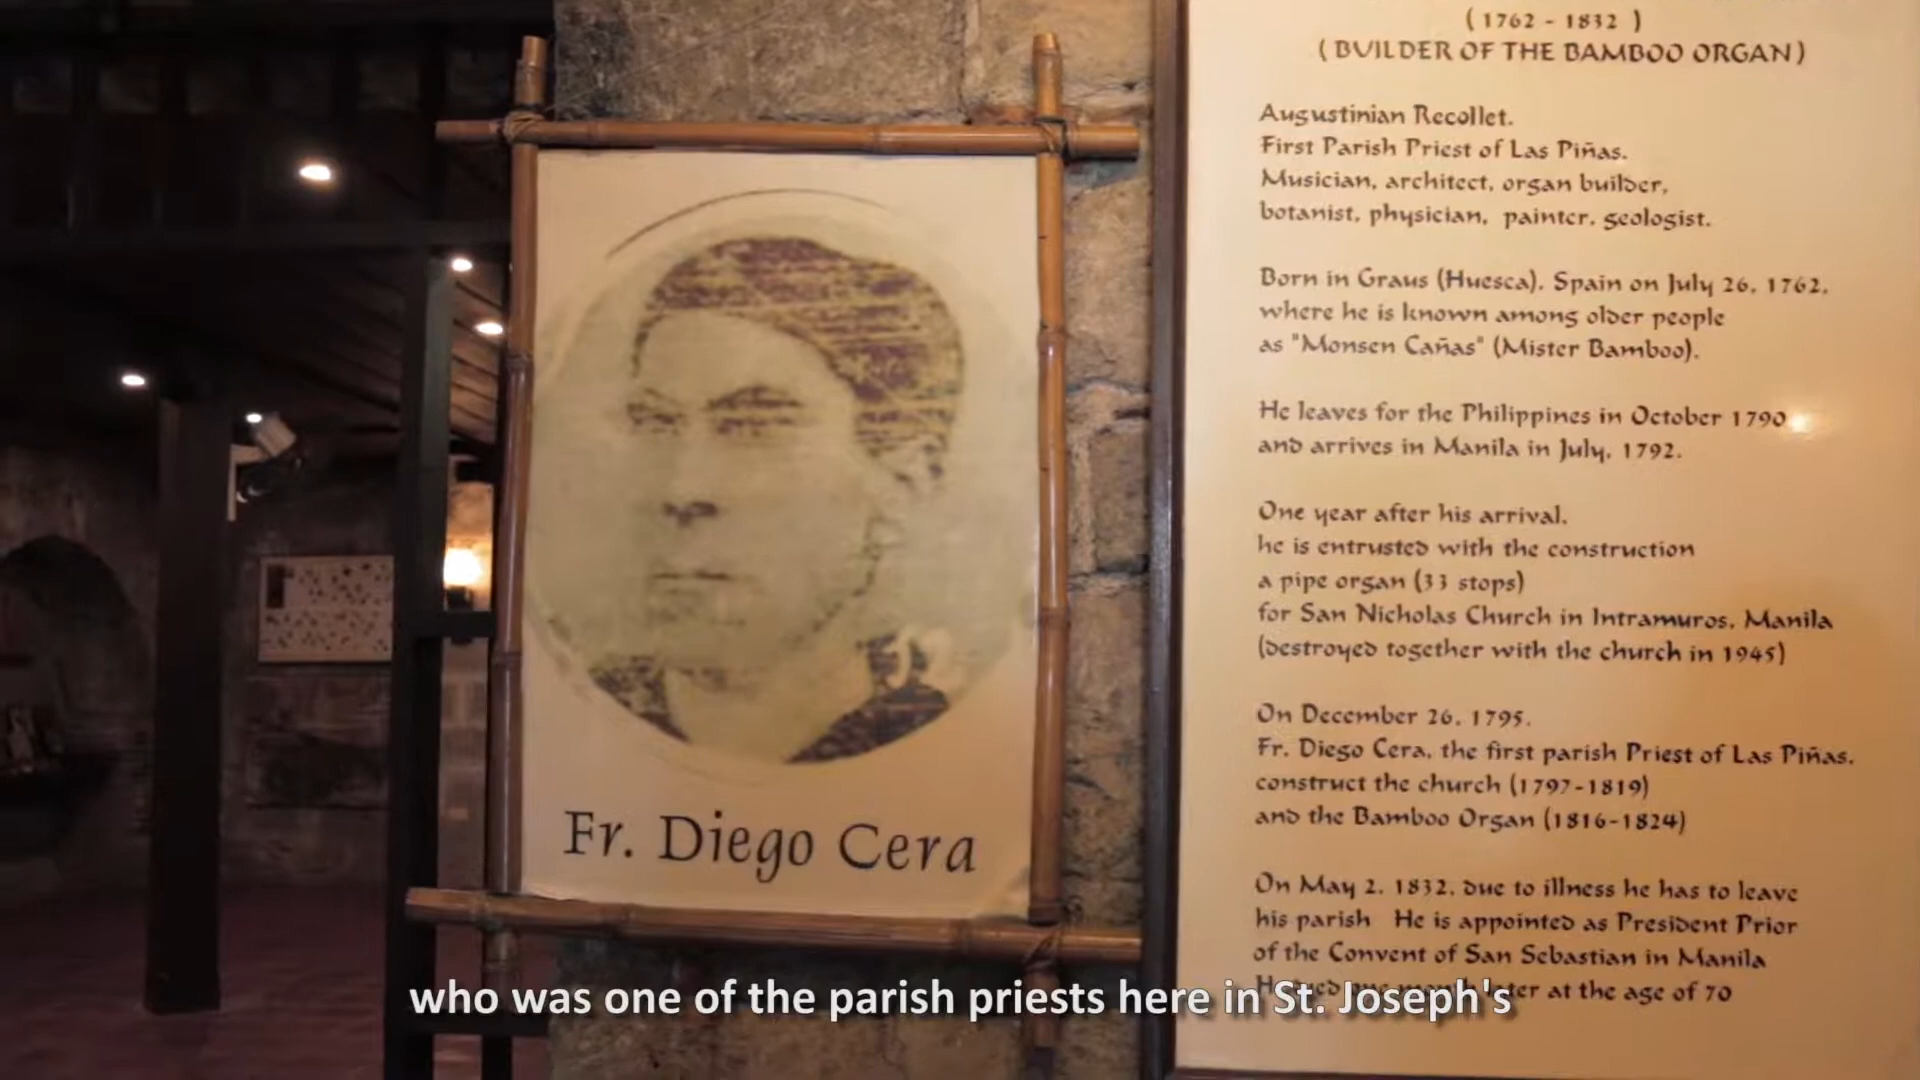 Fr. Diego Cera
( 1762 - 1832 )
( BUILDER OF THE BAMBOO ORGAN )
Augustinian Recollet.
First Parish Priest of Las Piñas.
Musician, architect, organ builder,
botanist, physician, painter, geologist.
Born in Graus (Huesca), Spain on July 26, 1762,
where he is known among older people
as "Monsen Cañas" (Mister Bamboo).
He leaves for the Philippines in October 1790
and arrives in Manila in July, 1792.
One year after his arrival,
he is entrusted with the construction
a pipe organ (33 stops)
for San Nicholas Church in Intramuros, Manila
(destroyed together with the church in 1945)
On December 26, 1795,
Fr. Diego Cera, the first parish Priest of Las Piñas,
construct the church (1797-1819)
and the Bamboo Organ (1816-1824)
On May 2, 1832, due to illness he has to leave
his parish He is appointed as President Prior
of the Convent of San Sebastian in Manila
at the age of 70
who was one of the parish priests here in St. Joseph's